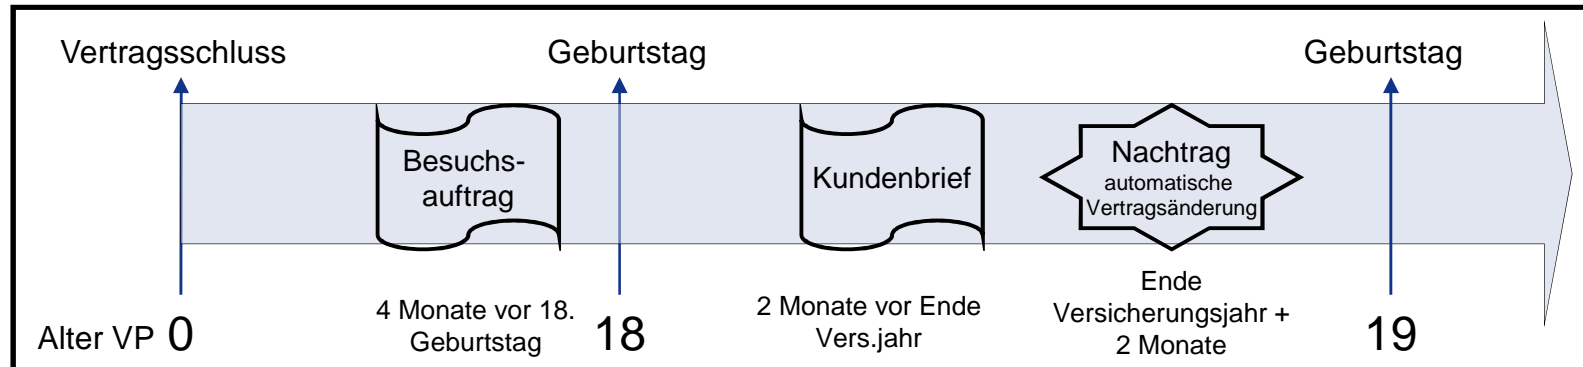 Vertragsschluss
Geburtstag
Geburtstag
Besuchs-
auftrag
Kundenbrief
Nachtrag
automatische
Vertragsänderung
Alter VP 0
4 Monate vor 18.
Geburtstag
18
2 Monate vor Ende
Vers.jahr
Ende
Versicherungsjahr +
2 Monate
19